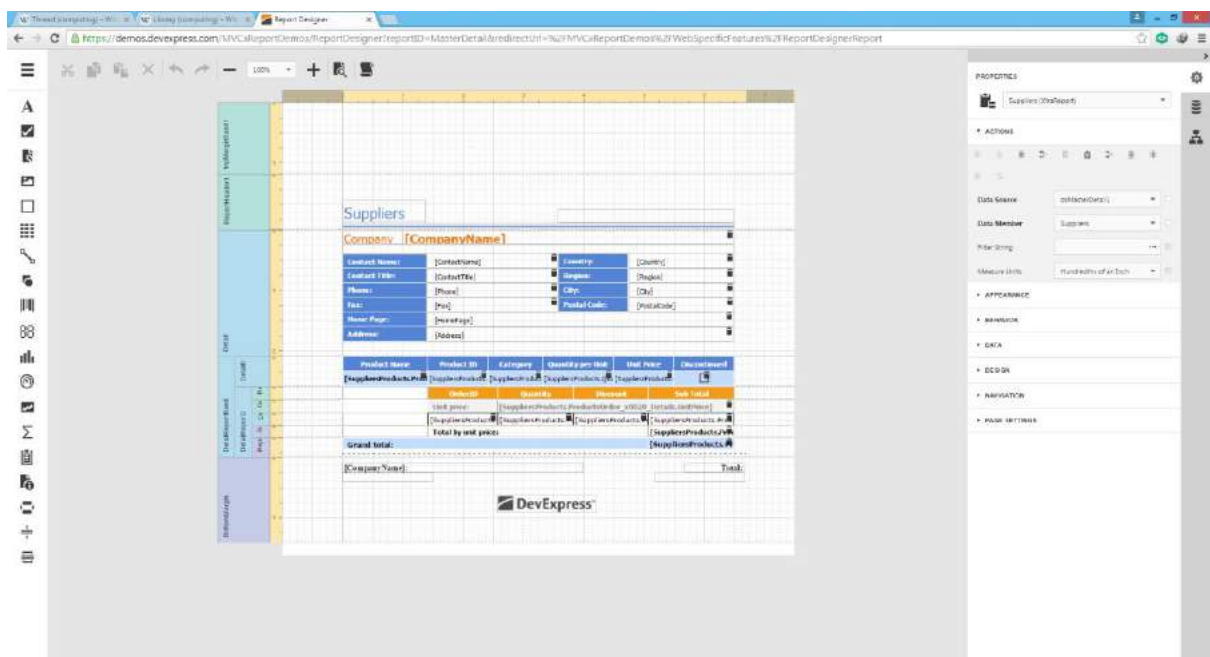 Report Designer
https://demos.devexpress.com/MVCxReportDemos/ReportDesigner?reportID=MasterDetail&redirectUrl=%2FMVCxReportDemos%2FWebSpecificFeatures%2FReportDesignerReport
100%
PROPERTIES
Suppliers (XtraReport)
ACTIONS
Data Source
Data Member
Suppliers
Filter String
Measure Units
Hundredths of an Inch
APPEARANCE
BEHAVIOR
DATA
DESIGN
NAVIGATION
PAGE SETTINGS
Suppliers
Company [CompanyName]
Contact Name: [ContactName] Country: [Country]
Contact Title: [ContactTitle] Region: [Region]
Phone: [Phone] City: [City]
Fax: [Fax] Postal Code: [PostalCode]
Home Page: [HomePage]
Address: [Address]
Detail
Product Name Product ID Category Quantity per Unit Unit Price Discontinued
OrderID Quantity Discount Sub Total
Unit price:
Total by unit price:
Grand total:
[CompanyName]: Total:
DevExpress